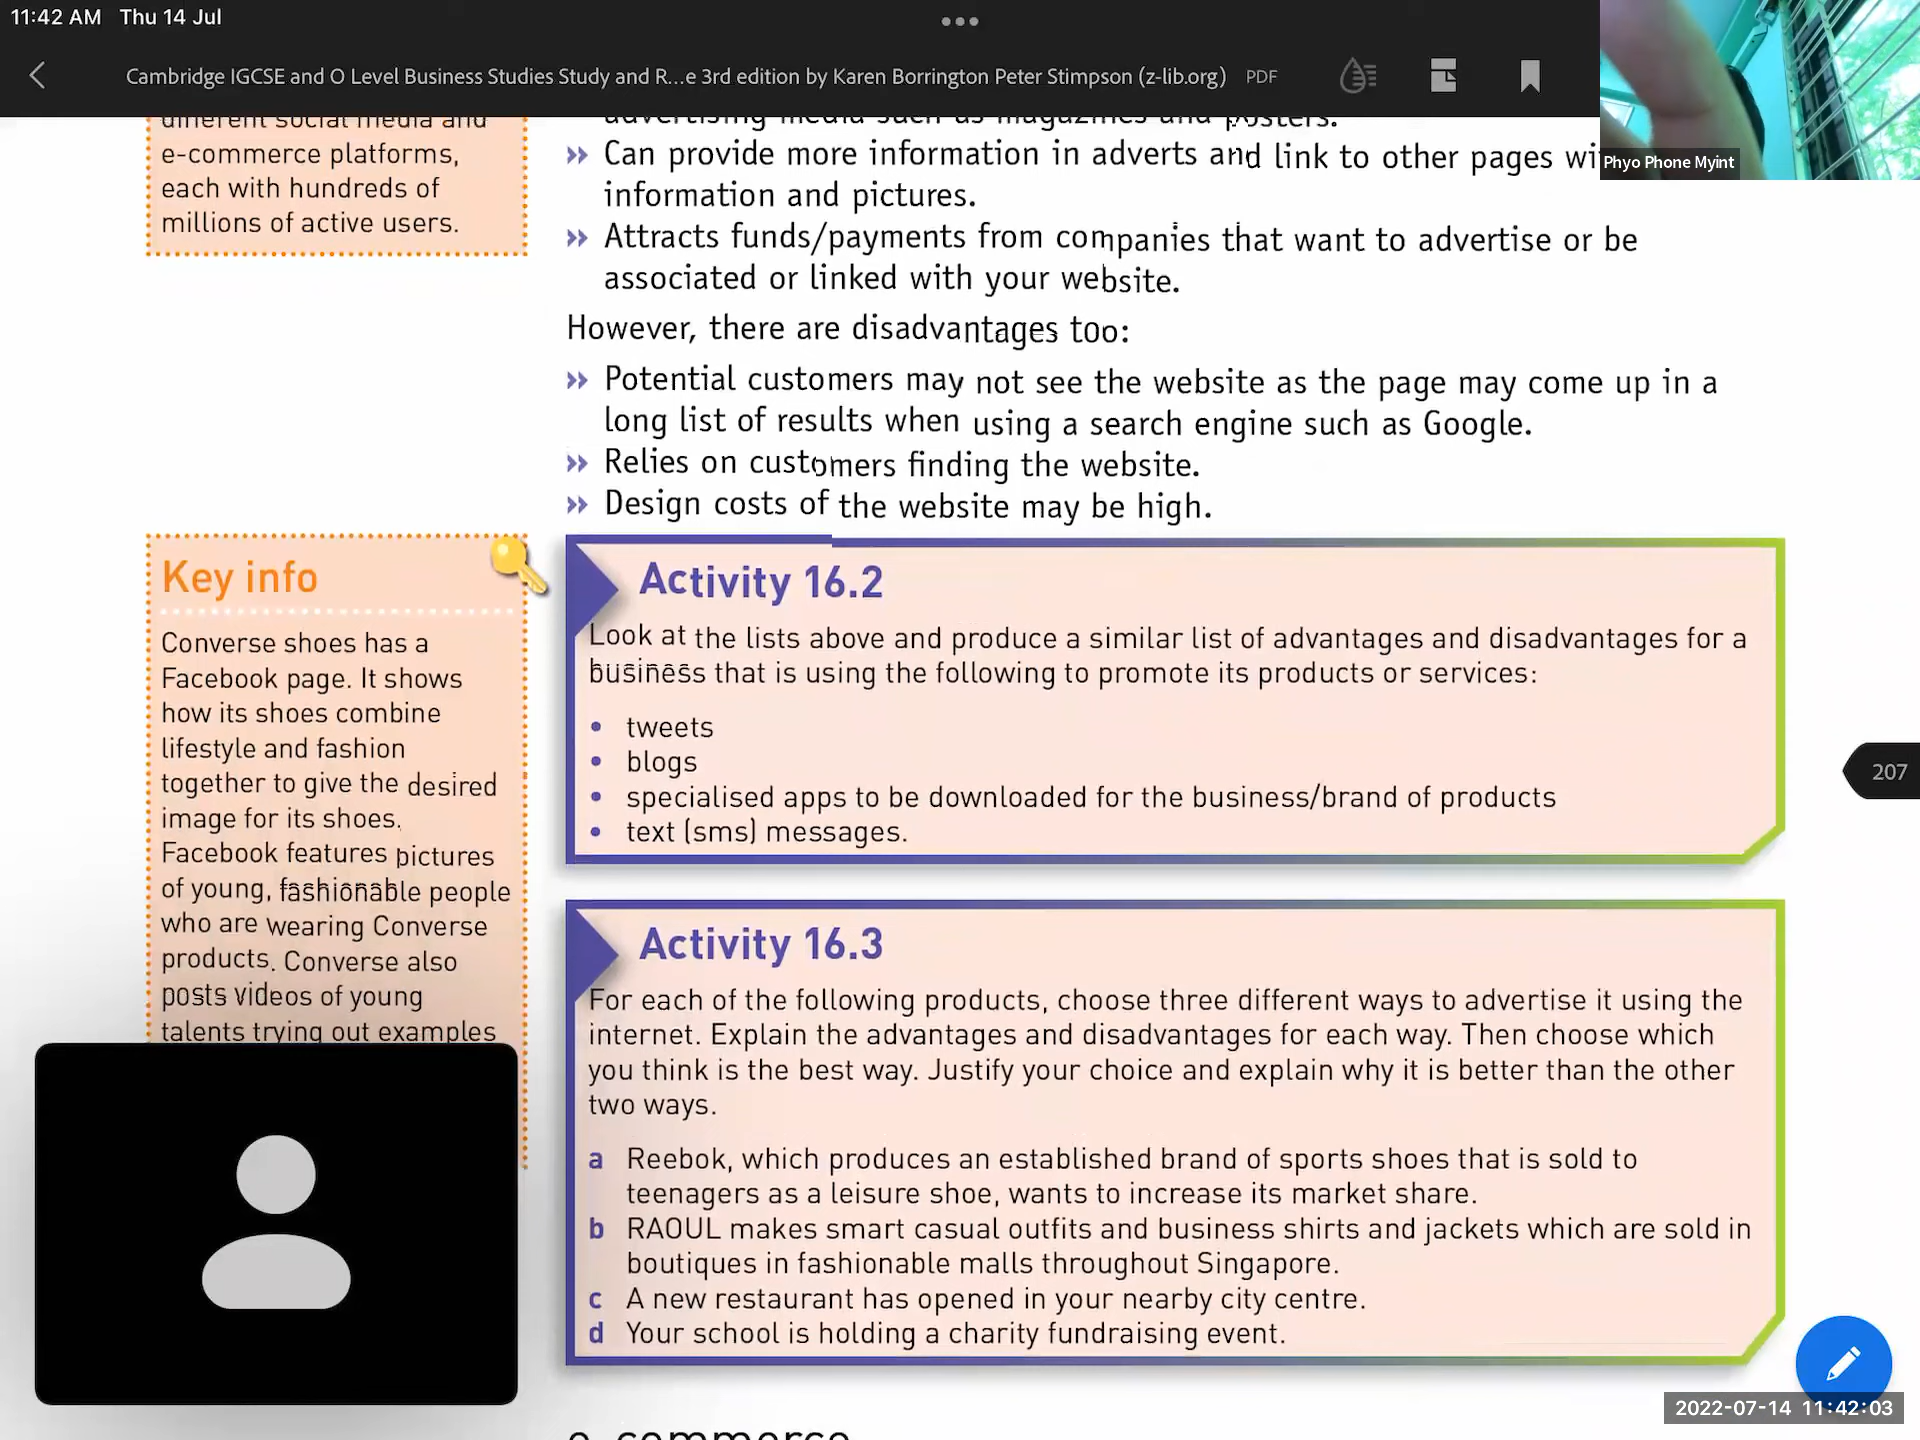 11:42 AM Thu 14 Jul
Cambridge IGCSE and O Level Business Studies Study and R...e 3rd edition by Karen Borrington Peter Stimpson (z-lib.org) PDF
Phyo Phone Myint
different social media and
e-commerce platforms,
each with hundreds of
millions of active users.
advertising media such as magazines and posters.
» Can provide more information in adverts and link to other pages
information and pictures.
» Attracts funds/payments from companies that want to advertise or be
associated or linked with your website.
However, there are disadvantages too:
» Potential customers may not see the website as the page may come up in a
long list of results when using a search engine such as Google.
» Relies on customers finding the website.
» Design costs of the website may be high.
Key info
Converse shoes has a
Facebook page. It shows
how its shoes combine
lifestyle and fashion
together to give the desired
image for its shoes.
Facebook features pictures
of young, fashionable people
who are wearing Converse
products. Converse also
posts videos of young
talents trying out examples
Activity 16.2
Look at the lists above and produce a similar list of advantages and disadvantages for a
business that is using the following to promote its products or services:
• tweets
• blogs
• specialised apps to be downloaded for the business/brand of products
• text (sms) messages.
207
Activity 16.3
For each of the following products, choose three different ways to advertise it using the
internet. Explain the advantages and disadvantages for each way. Then choose which
you think is the best way. Justify your choice and explain why it is better than the other
two ways.
a Reebok, which produces an established brand of sports shoes that is sold to
teenagers as a leisure shoe, wants to increase its market share.
b RAOUL makes smart casual outfits and business shirts and jackets which are sold in
boutiques in fashionable malls throughout Singapore.
c A new restaurant has opened in your nearby city centre.
d Your school is holding a charity fundraising event.
e-commerce
2022-07-14 11:42:03